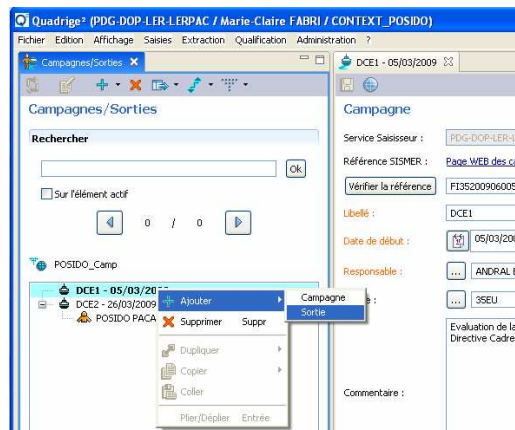 Quadrige² (PDG-DOP-LER-LERPAC / Marie-Claire FABRI / CONTEXT_POSIDO)
Fichier Edition Affichage Saisies Extraction Qualification Administration ?
Campagnes/Sorties
DCE1 - 05/03/2009
Campagnes/Sorties
Rechercher
Ok
Sur l'élément actif
0 / 0
POSIDO_Camp
DCE1 - 05/03/2009
DCE2 - 26/03/2009
POSIDO PACA
Ajouter
Supprimer Suppr
Dupliquer
Copier
Coller
Plier/Déplier Entrée
Campagne
Sortie
Campagne
Service Saisisseur : PDG-DOP-LER-L
Référence SISMER : Page WEB des ca
Vérifier la référence FI35200906005
Libellé : DCE1
Date de début : 05/03/200
Responsable : ... ANDRAL B
: ... 35EU
Evaluation de la
Directive Cadre
Commentaire :